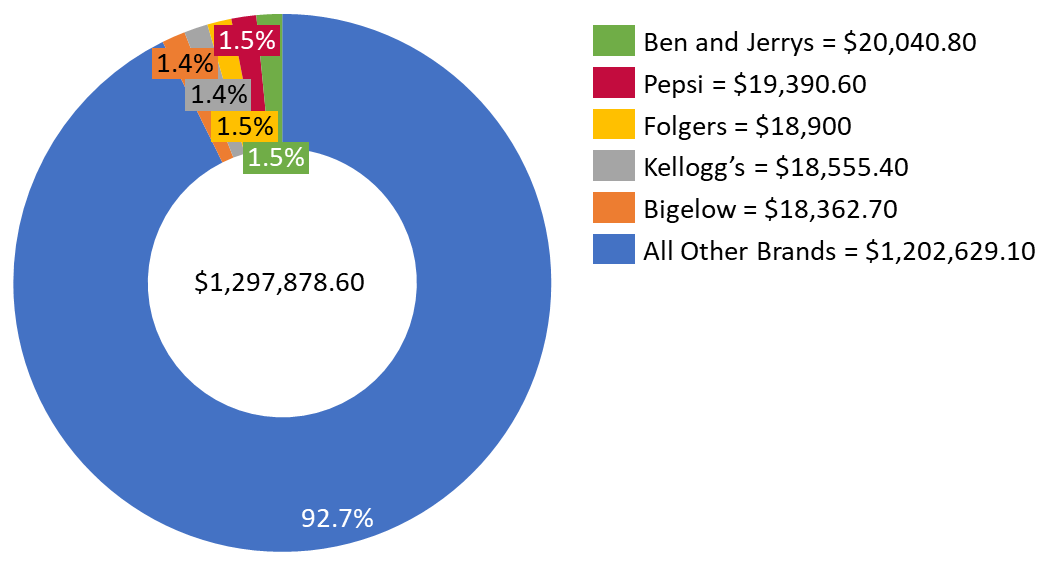 1.5%
1.4%
1.4%
1.5%
1.5%
$1,297,878.60
92.7%
Ben and Jerrys = $20,040.80
Pepsi = $19,390.60
Folgers = $18,900
Kellogg’s = $18,555.40
Bigelow = $18,362.70
All Other Brands = $1,202,629.10